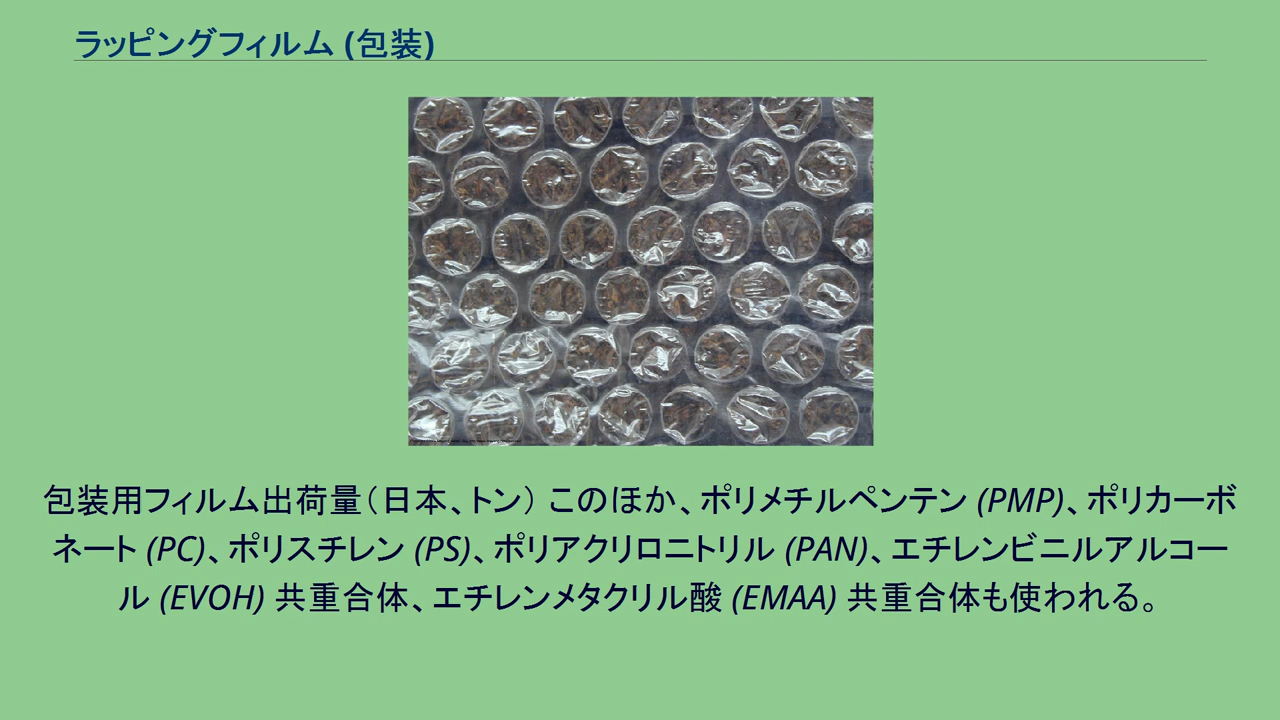 ラッピングフィルム (包装)
包装用フィルム出荷量（日本、トン） このほか、ポリメチルペンテン (PMP)、ポリカーボ
ネート (PC)、ポリスチレン (PS)、ポリアクリロニトリル (PAN)、エチレンビニルアルコー
ル (EVOH) 共重合体、エチレンメタクリル酸 (EMAA) 共重合体も使われる。